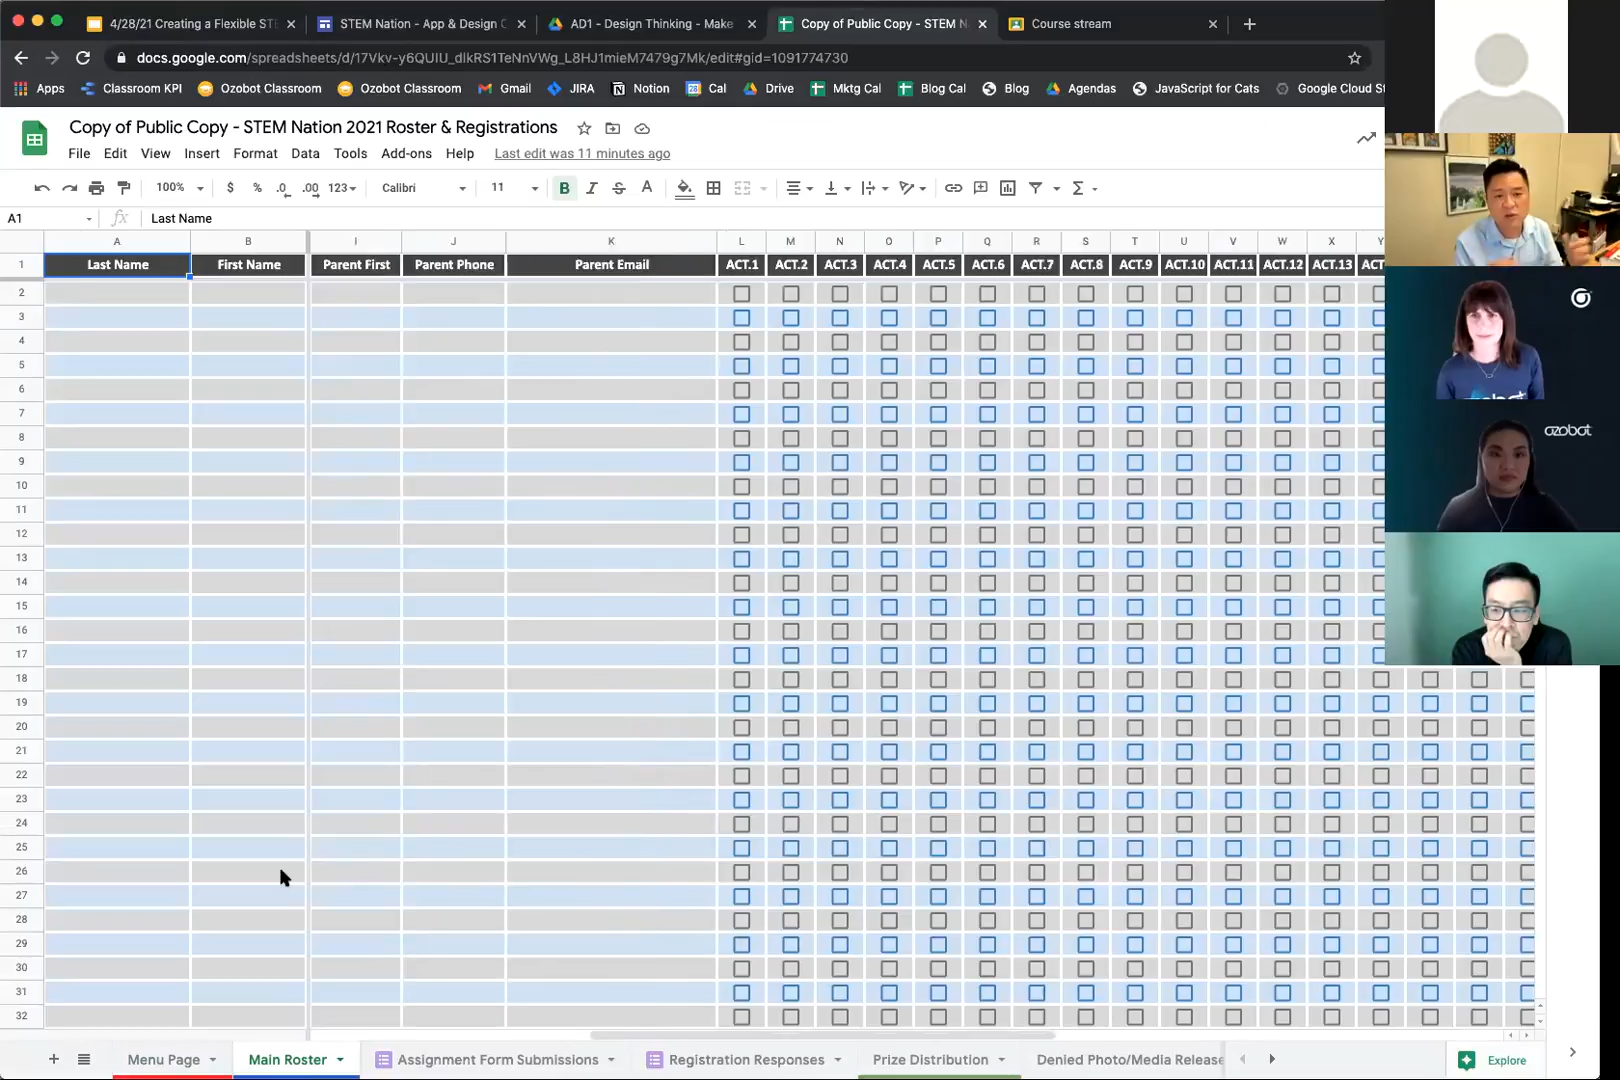 4/28/21 Creating a Flexible STE
STEM Nation - App & Design C
AD1 - Design Thinking - Make
Copy of Public Copy - STEM N
Course stream
docs.google.com/spreadsheets/d/17Vkv-y6QUIU_dlkRS1TeNnVWg_L8HJ1mieM7479g7Mk/edit#gid=1091774730
Apps Classroom KPI Ozobot Classroom Ozobot Classroom Gmail JIRA Notion Cal Drive Mktg Cal Blog Cal Blog Agendas JavaScript for Cats Google Cloud St
Copy of Public Copy - STEM Nation 2021 Roster & Registrations
File Edit View Insert Format Data Tools Add-ons Help Last edit was 11 minutes ago
100% $ % .0 .00 123 Calibri 11 B I S A
A1 fx Last Name
A B I J K L M N O P Q R S T U V W X Y
1 Last Name First Name Parent First Parent Phone Parent Email ACT.1 ACT.2 ACT.3 ACT.4 ACT.5 ACT.6 ACT.7 ACT.8 ACT.9 ACT.10 ACT.11 ACT.12 ACT.13 ACT
2
3
4
5
6
7
8
9
10
11
12
13
14
15
16
17
18
19
20
21
22
23
24
25
26
27
28
29
30
31
32
ozobot
Menu Page Main Roster Assignment Form Submissions Registration Responses Prize Distribution Denied Photo/Media Release Explore